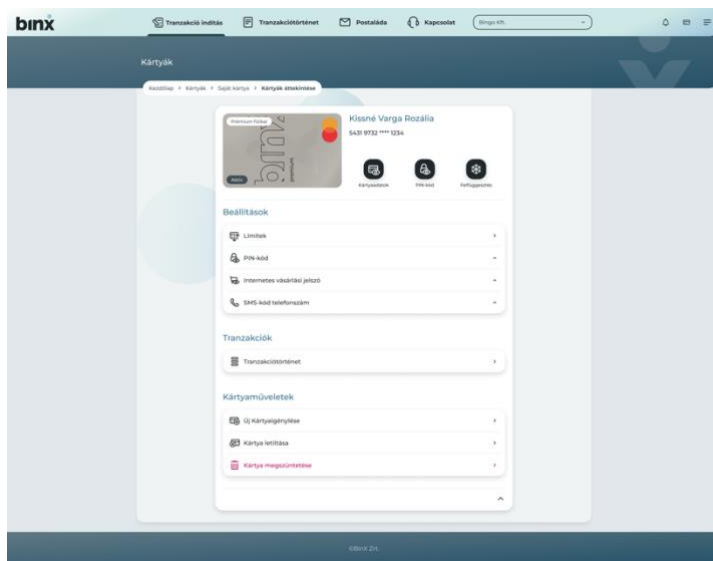 binx
Tranzakció indítás
Tranzakciótörténet
Postaláda
Kapcsolat
Bingo Kft.
Kártyák
Kezdőlap > Kártyák > Saját kártya > Kártyák áttekintése
Prémium Fizikai
Aktív
binx
Kissné Varga Rozália
5431 9732 **** 1234
Kártyaadatok
PIN-kód
Felfüggesztés
Beállítások
Limitek
PIN-kód
Internetes vásárlási jelszó
SMS-kód telefonszám
Tranzakciók
Tranzakciótörténet
Kártyaműveletek
Új Kártyaigénylése
Kártya letiltása
Kártya megszüntetése
©BinX Zrt.